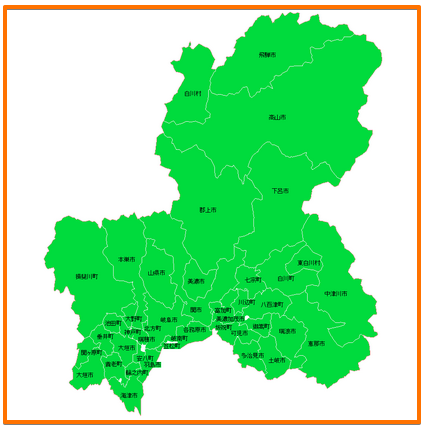 飛騨市
白川村
高山市
下呂市
郡上市
本巣市
東白川村
揖斐川町
山県市
美濃市
七宗町
白川町
中津川市
川辺町
八百津町
関市
富加町
大野町
岐阜市
美濃加茂市
池田町
神戸町
北方町
各務原市
坂祝町
可児市
御嵩町
瑞浪市
垂井町
瑞穂市
岐南町
笠松町
恵那市
大垣市
関ヶ原町
安八町
多治見市
土岐市
養老町
羽島市
大垣市
輪之内町
海津市